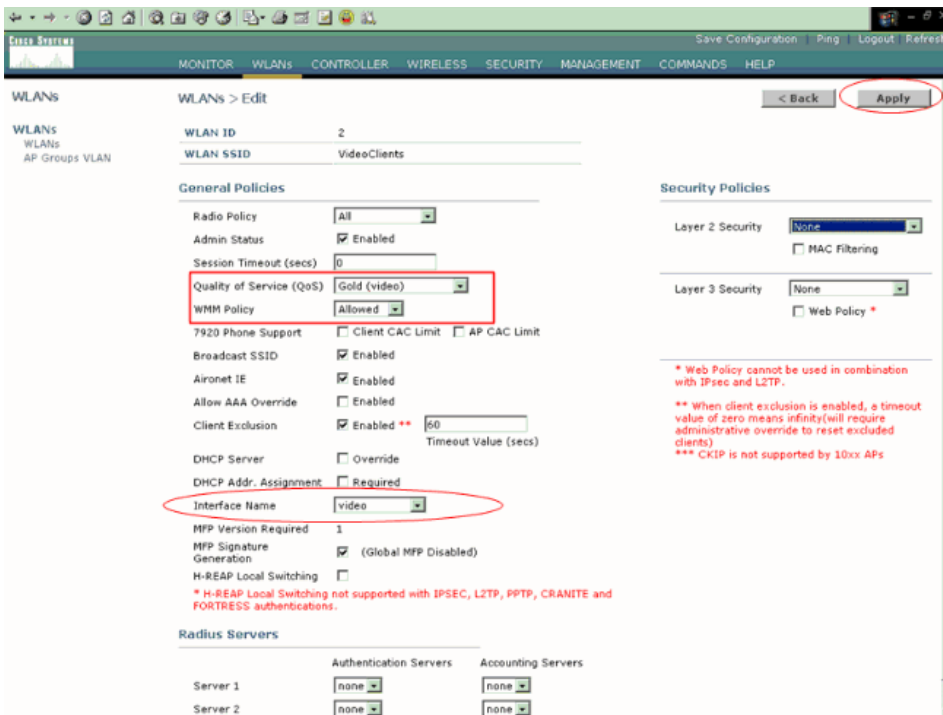 Save Configuration | Ping | Logout | Refresh
Cisco Systems
MONITOR WLANs CONTROLLER WIRELESS SECURITY MANAGEMENT COMMANDS HELP
WLANs
WLANs > Edit
< Back
Apply
WLANs
WLANs
AP Groups VLAN
WLAN ID 2
WLAN SSID VideoClients
General Policies
Radio Policy All
Admin Status Enabled
Session Timeout (secs) 0
Quality of Service (QoS) Gold (video)
WMM Policy Allowed
7920 Phone Support Client CAC Limit AP CAC Limit
Broadcast SSID Enabled
Aironet IE Enabled
Allow AAA Override Enabled
Client Exclusion Enabled ** 60
Timeout Value (secs)
DHCP Server Override
DHCP Addr. Assignment Required
Interface Name video
MFP Version Required 1
MFP Signature
Generation (Global MFP Disabled)
H-REAP Local Switching
* H-REAP Local Switching not supported with IPSEC, L2TP, PPTP, CRANITE and
FORTRESS authentications.
Security Policies
Layer 2 Security None
MAC Filtering
Layer 3 Security None
Web Policy *
* Web Policy cannot be used in combination
with IPsec and L2TP.
** When client exclusion is enabled, a timeout
value of zero means infinity(will require
administrative override to reset excluded
clients)
*** CKIP is not supported by 10xx APs
Radius Servers
Authentication Servers Accounting Servers
Server 1 none none
Server 2 none none